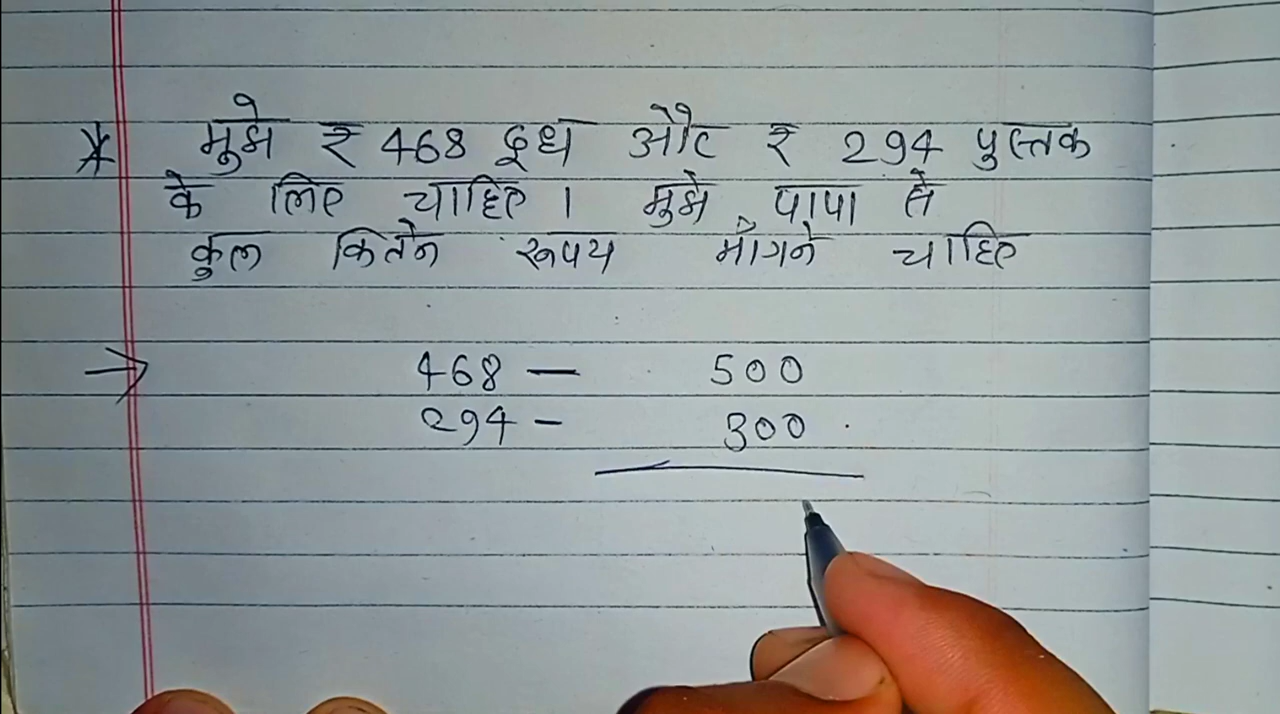 * मुझे ₹ 468 दूध और ₹ 294 पुस्तक
के लिए चाहिए । मुझे पापा से
कुल कितने रूपय माँगने चाहिए
→ 468 — 500
294 - 300